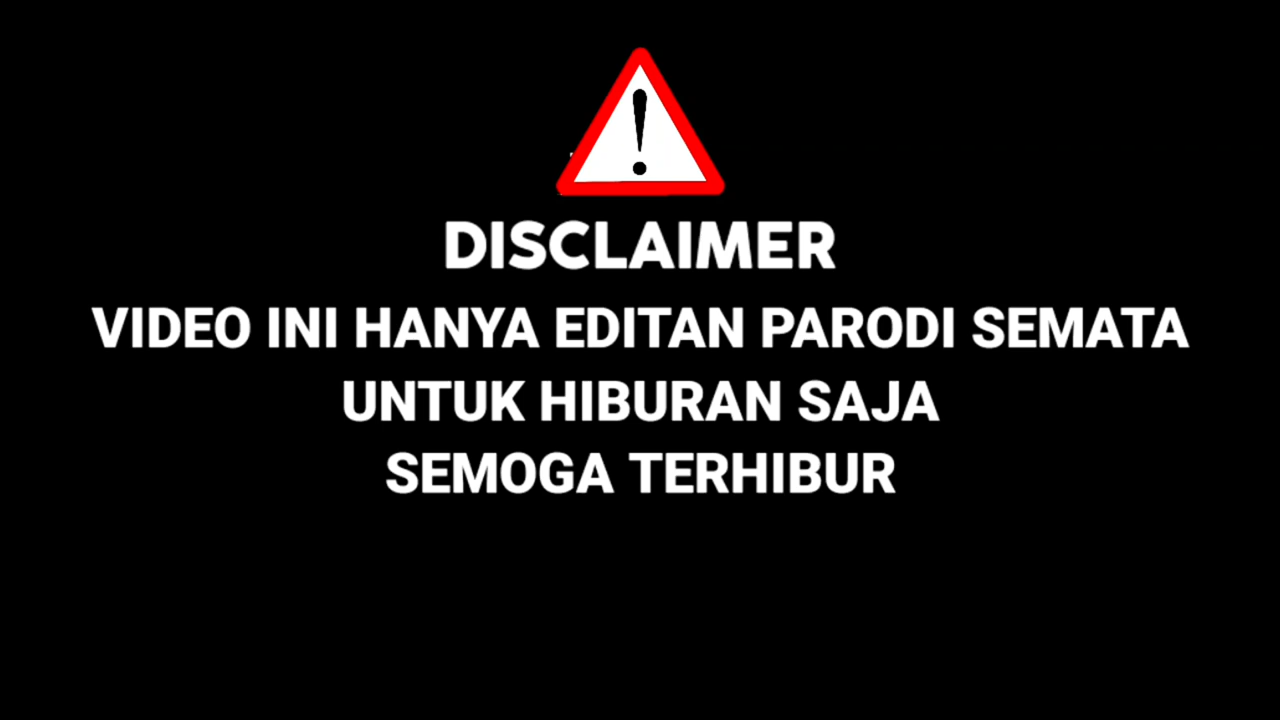 DISCLAIMER
VIDEO INI HANYA EDITAN PARODI SEMATA
UNTUK HIBURAN SAJA
SEMOGA TERHIBUR